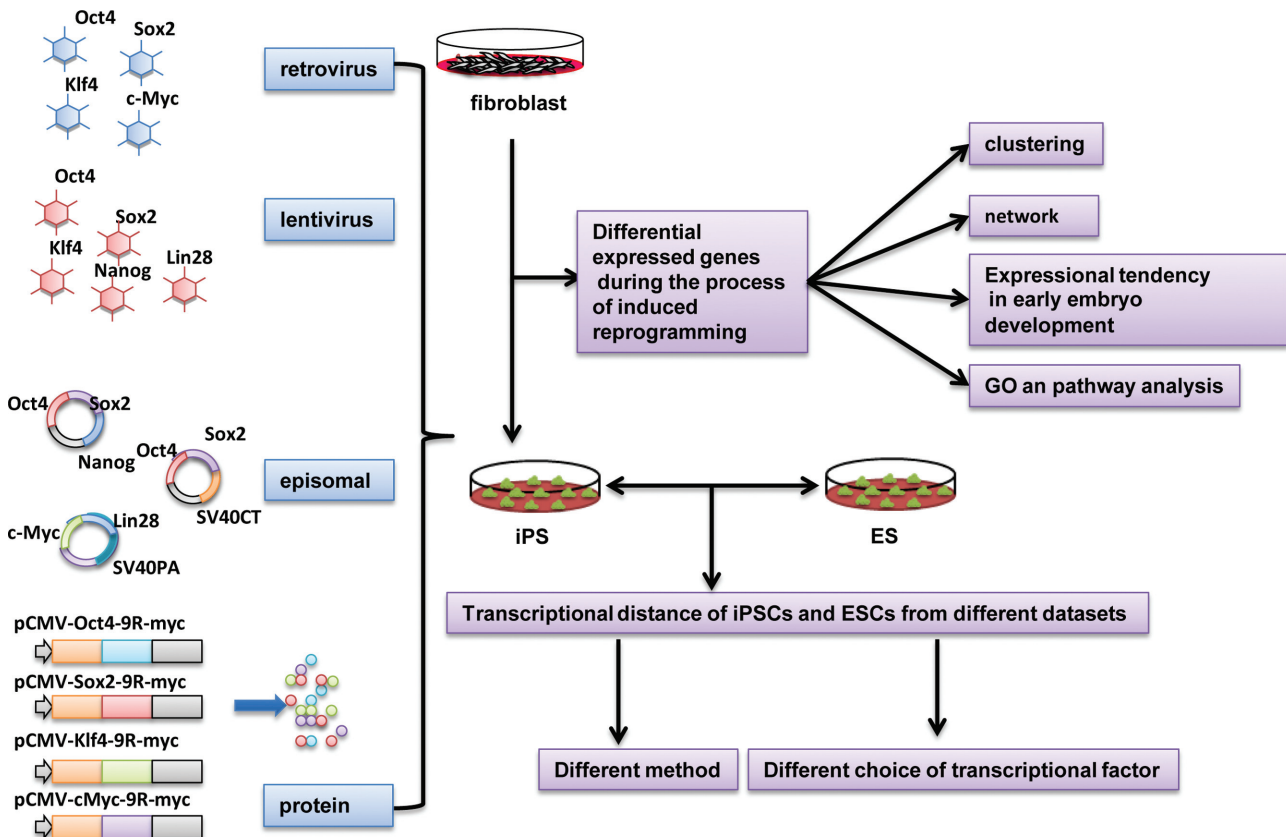 Oct4
Sox2
Klf4
c-Myc
retrovirus
Oct4
Sox2
Klf4
Nanog
Lin28
lentivirus
Oct4
Sox2
Nanog
Oct4
Sox2
SV40CT
c-Myc
Lin28
SV40PA
episomal
pCMV-Oct4-9R-myc
pCMV-Sox2-9R-myc
pCMV-Klf4-9R-myc
pCMV-cMyc-9R-myc
protein
fibroblast
Differential
expressed genes
during the process
of induced
reprogramming
clustering
network
Expressional tendency
in early embryo
development
GO an pathway analysis
iPS
ES
Transcriptional distance of iPSCs and ESCs from different datasets
Different method
Different choice of transcriptional factor